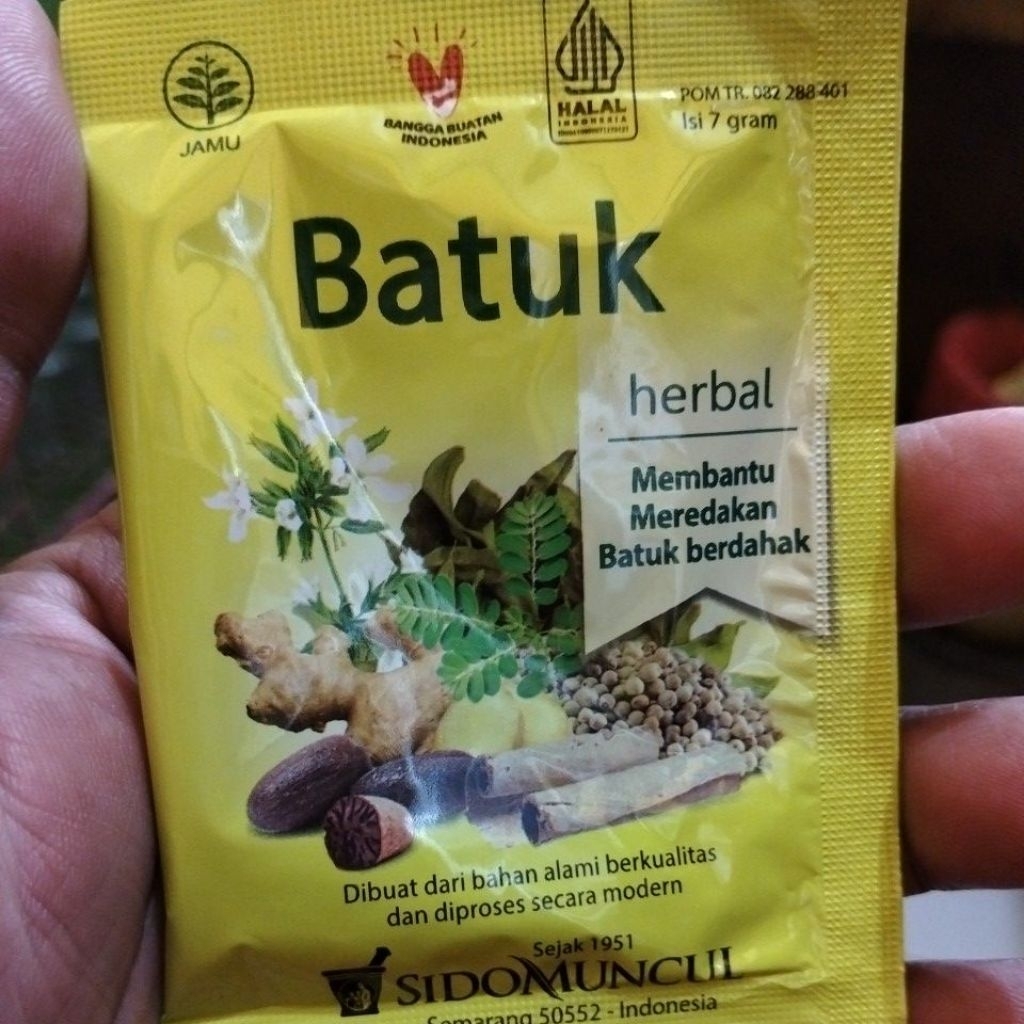 JAMU
BANGGA BUATAN
INDONESIA
HALAL
INDONESIA
POM TR. 082 288 401
Isi 7 gram
Batuk
herbal
Membantu
Meredakan
Batuk berdahak
Dibuat dari bahan alami berkualitas
dan diproses secara modern
Sejak 1951
SIDOMUNCUL
Semarang 50552 - Indonesia